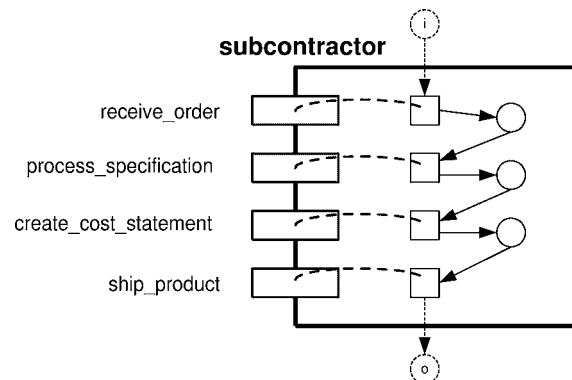 i
subcontractor
receive_order
process_specification
create_cost_statement
ship_product
o